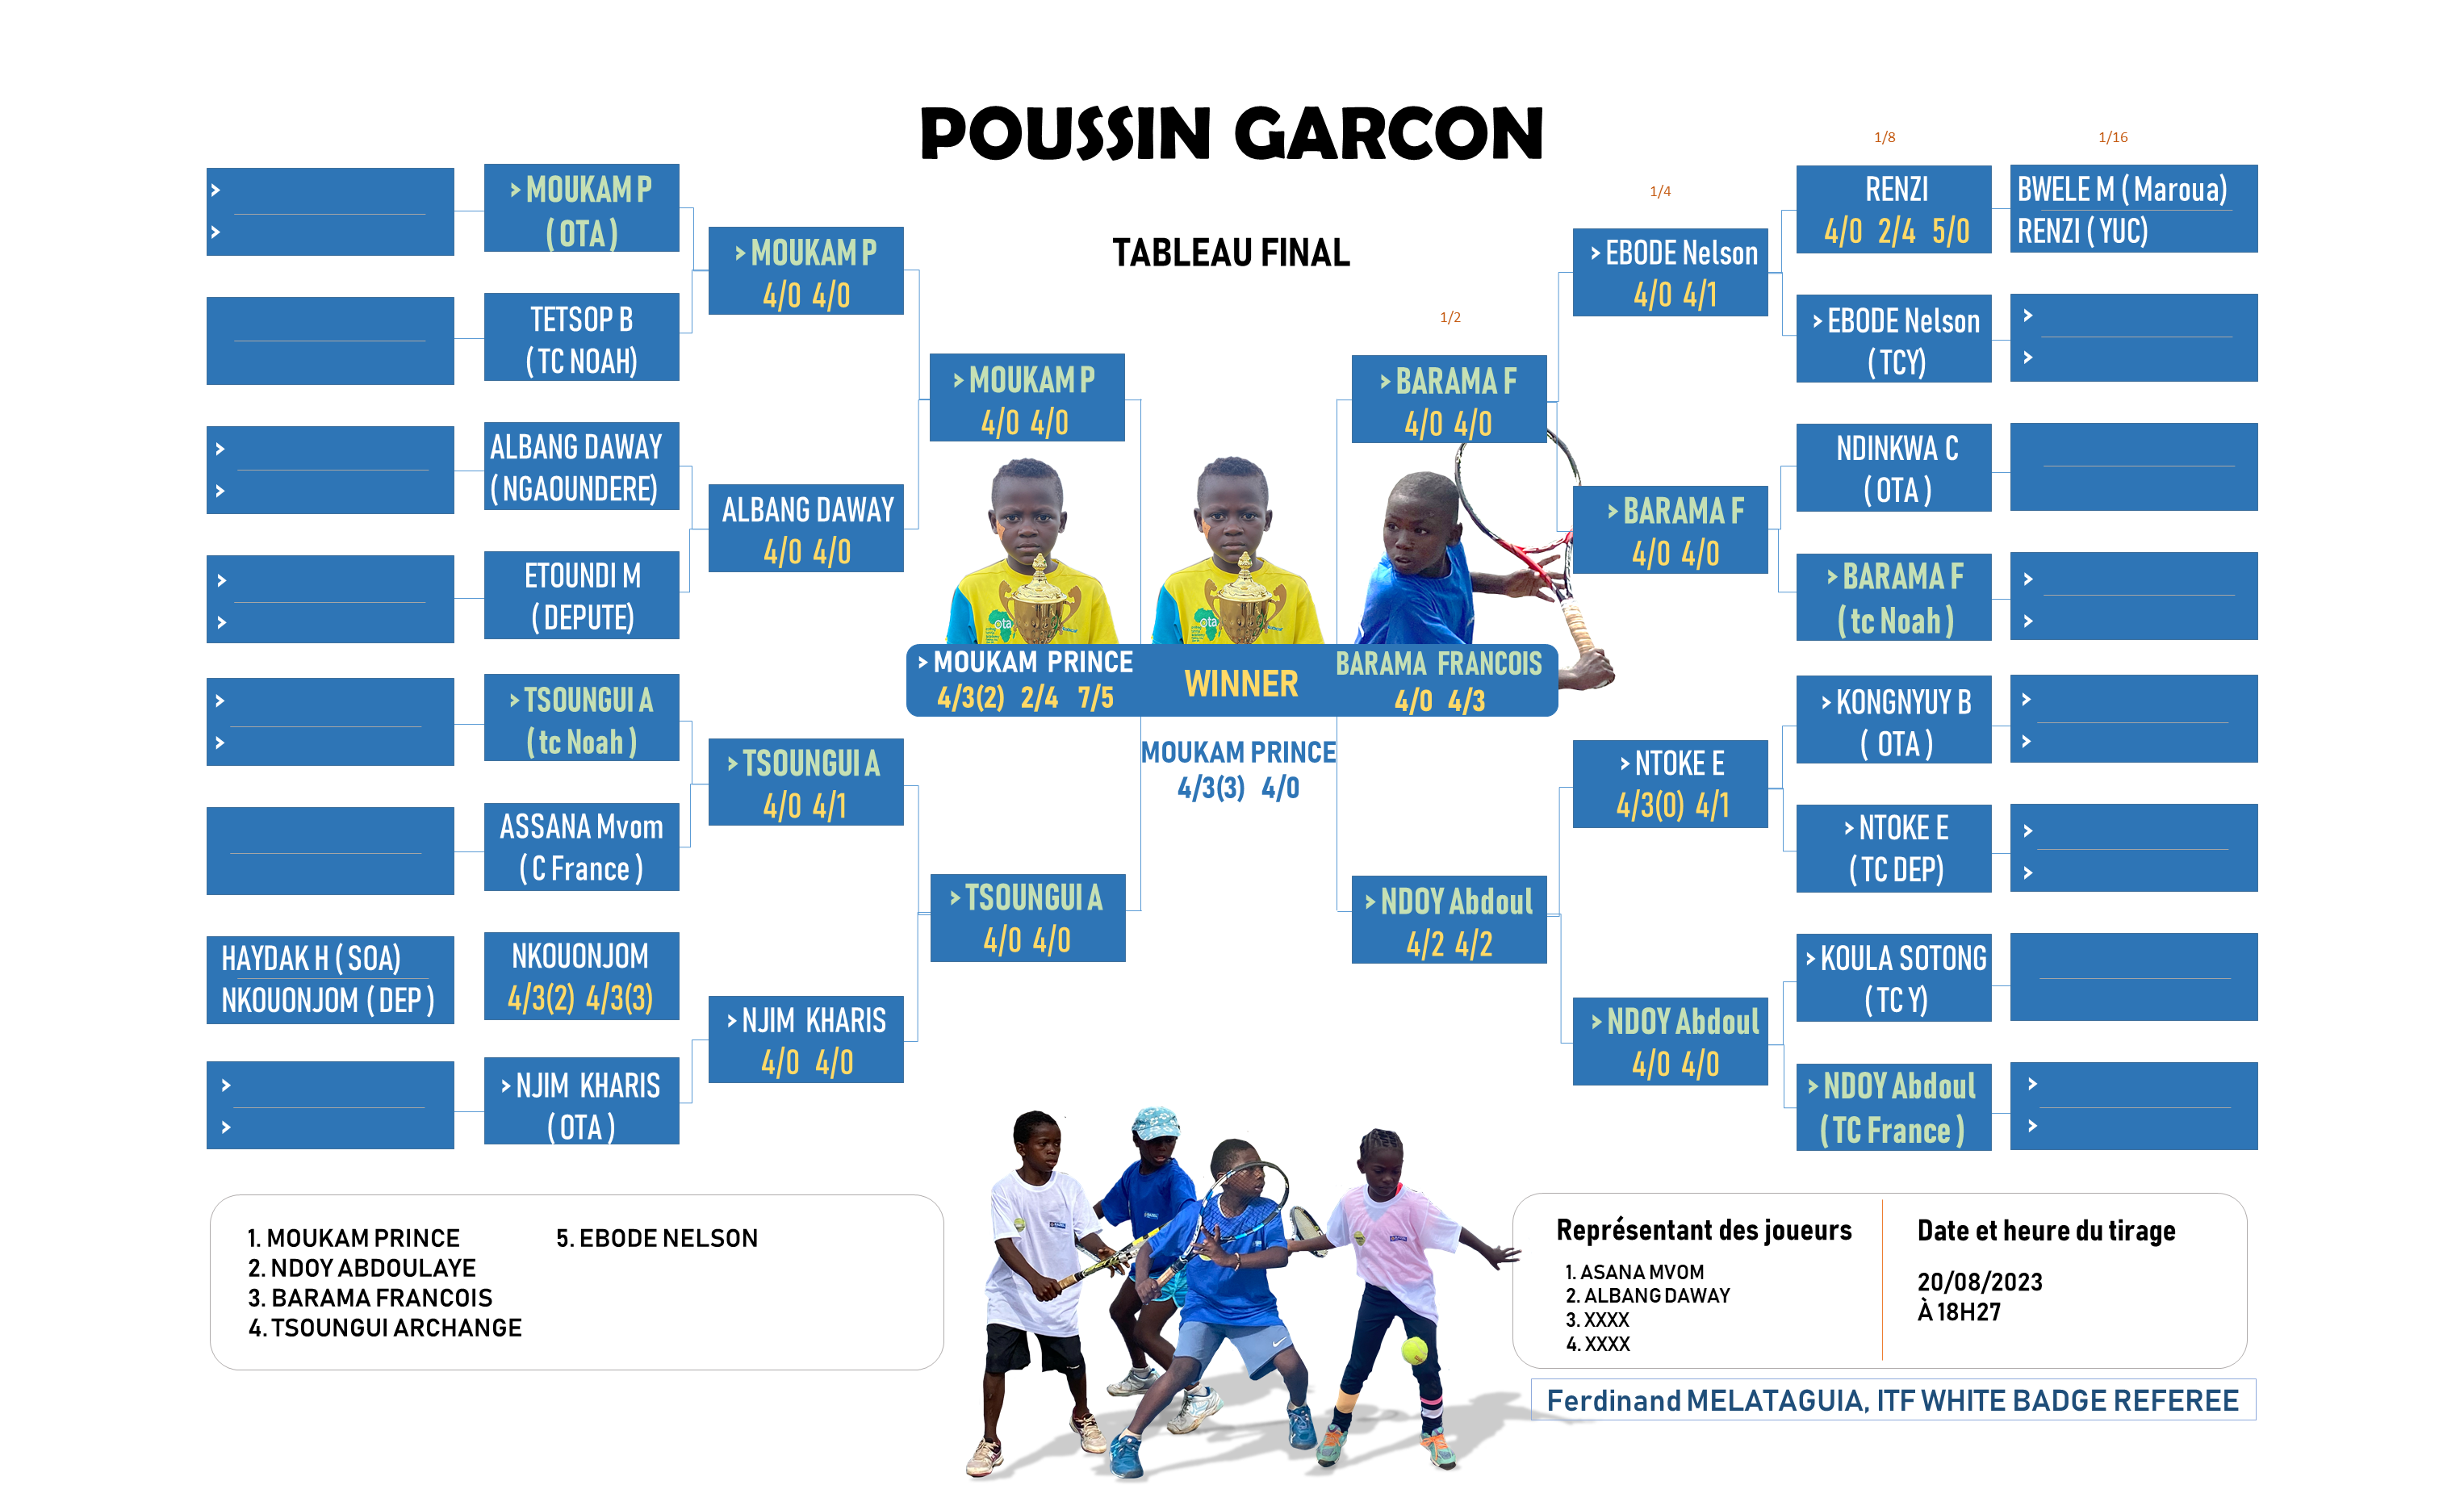 POUSSIN GARCON
TABLEAU FINAL
1/2
1/4
1/8
1/16
>
>
>
>
>
>
>
>
HAYDAK H ( SOA)
NKOUONJOM ( DEP )
>
>
> MOUKAM P
( OTA )
TETSOP B
( TC NOAH)
ALBANG DAWAY
( NGAOUNDERE)
ETOUNDI M
( DEPUTE)
> TSOUNGUI A
( tc Noah )
ASSANA Mvom
( C France )
NKOUONJOM
4/3(2) 4/3(3)
> NJIM KHARIS
( OTA )
> MOUKAM P
4/0 4/0
ALBANG DAWAY
4/0 4/0
> TSOUNGUI A
4/0 4/1
> NJIM KHARIS
4/0 4/0
> MOUKAM P
4/0 4/0
> TSOUNGUI A
4/0 4/0
ota
ota
> MOUKAM PRINCE
4/3(2) 2/4 7/5
WINNER
BARAMA FRANCOIS
4/0 4/3
MOUKAM PRINCE
4/3(3) 4/0
> BARAMA F
4/0 4/0
> NDOY Abdoul
4/2 4/2
> EBODE Nelson
4/0 4/1
> BARAMA F
4/0 4/0
> NTOKE E
4/3(0) 4/1
> NDOY Abdoul
4/0 4/0
RENZI
4/0 2/4 5/0
> EBODE Nelson
( TCY)
NDINKWA C
( OTA )
> BARAMA F
( tc Noah )
> KONGNYUY B
( OTA )
> NTOKE E
( TC DEP)
> KOULA SOTONG
( TC Y)
> NDOY Abdoul
( TC France )
BWELE M ( Maroua)
RENZI ( YUC)
>
>
>
>
>
>
>
>
>
>
1. MOUKAM PRINCE
2. NDOY ABDOULAYE
3. BARAMA FRANCOIS
4. TSOUNGUI ARCHANGE
5. EBODE NELSON
Représentant des joueurs
1. ASANA MVOM
2. ALBANG DAWAY
3. XXXX
4. XXXX
Date et heure du tirage
20/08/2023
À 18H27
Ferdinand MELATAGUIA, ITF WHITE BADGE REFEREE